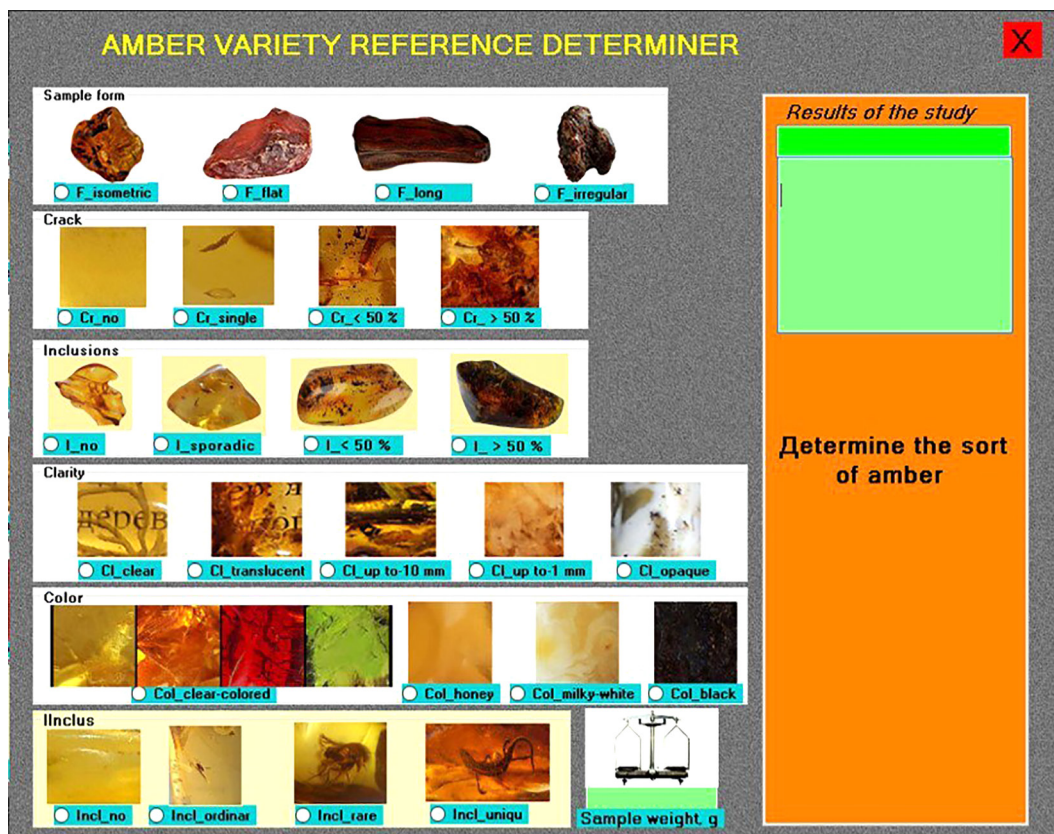 AMBER VARIETY REFERENCE DETERMINER
X
Sample form
F_isometric
F_flat
F_long
F_irregular
Crack
Cr_no
Cr_single
Cr_< 50 %
Cr_ > 50 %
Inclusions
I_no
I_sporadic
I_< 50 %
I_ > 50 %
Clarity
дерев
Cl_clear
Cl_translucent
Cl_up to-10 mm
Cl_up to-1 mm
Cl_opaque
Color
Col_clear-colored
Col_honey
Col_milky-white
Col_black
IInclus
Incl_no
Incl_ordinar
Incl_rare
Incl_uniqu
Sample weight, g
Results of the study
Дetermine the sort
of amber